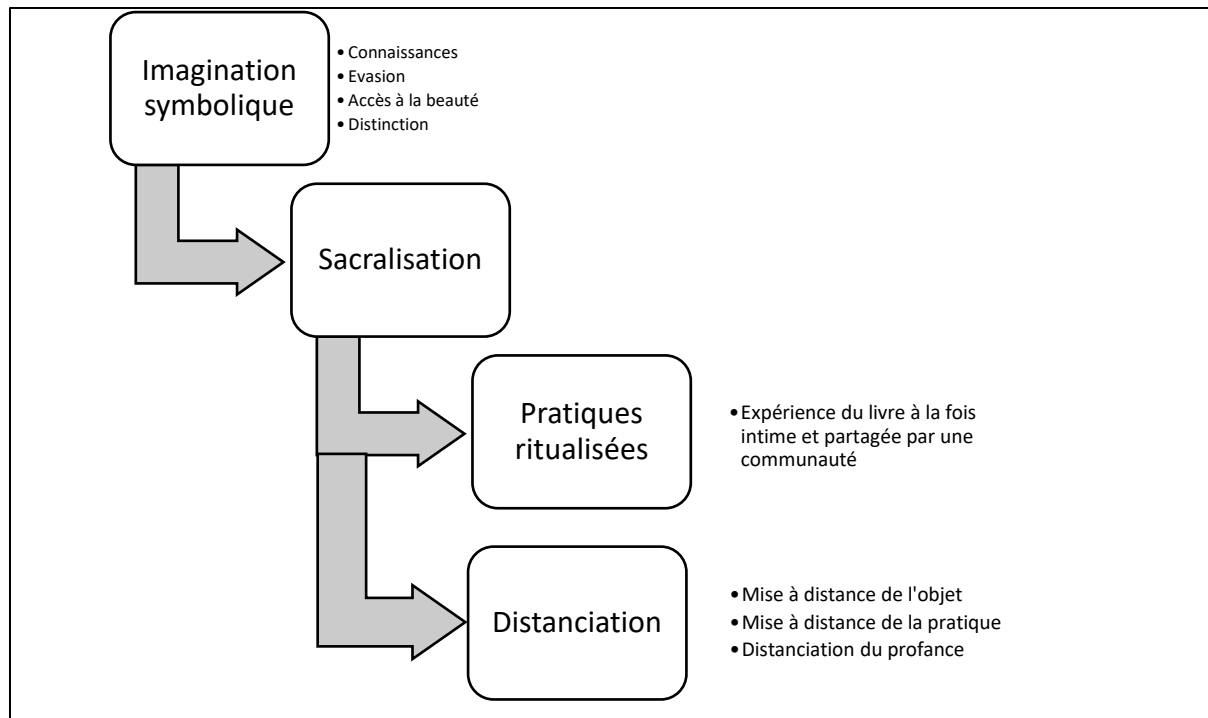 Imagination
symbolique
• Connaissances
• Evasion
• Accès à la beauté
• Distinction
Sacralisation
Pratiques
ritualisées
• Expérience du livre à la fois
intime et partagée par une
communauté
Distanciation
• Mise à distance de l'objet
• Mise à distance de la pratique
• Distanciation du profance